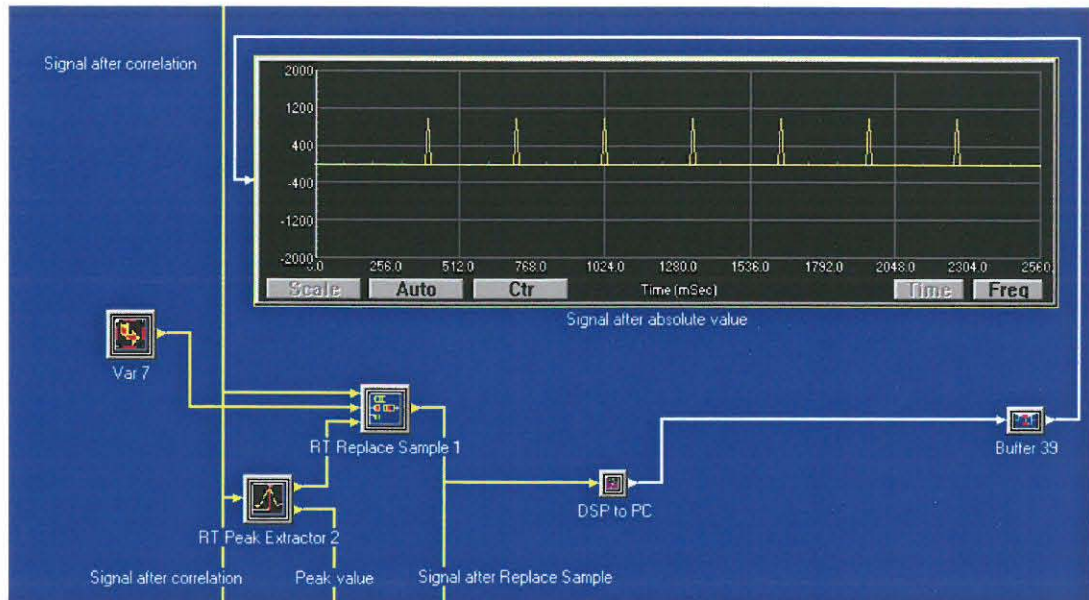 Signal after correlation
2000
1200
400
-400
-1200
-2000
0.0 256.0 512.0 768.0 1024.0 1280.0 1536.0 1792.0 2048.0 2304.0 2560.
Scale Auto Ctr Time (mSec) Time Freq
Signal after absolute value
Var 7
RT Replace Sample 1
Buffer 39
DSP to PC
RT Peak Extractor 2
Signal after correlation Peak value Signal after Replace Sample